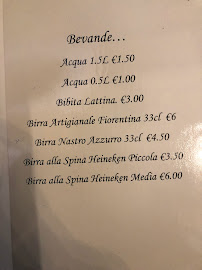 Bevande...
Acqua 1.5L €1.50
Acqua 0.5L €1.00
Bibita Lattina. €3.00
Birra Artigianale Fiorentina 33cl €6
Birra Nastro Azzurro 33cl €4.50
Birra alla Spina Heineken Piccola €3.50
Birra alla Spina Heineken Media €6.00